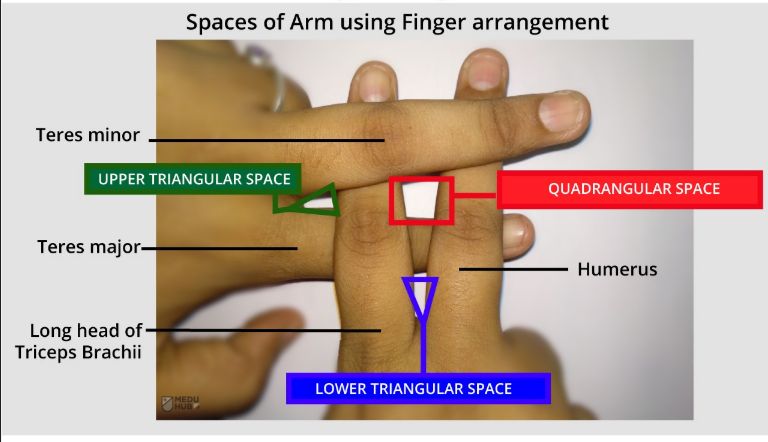 Spaces of Arm using Finger arrangement
Teres minor
UPPER TRIANGULAR SPACE
QUADRANGULAR SPACE
Teres major
Humerus
Long head of
Triceps Brachii
LOWER TRIANGULAR SPACE
MEDU
HUB